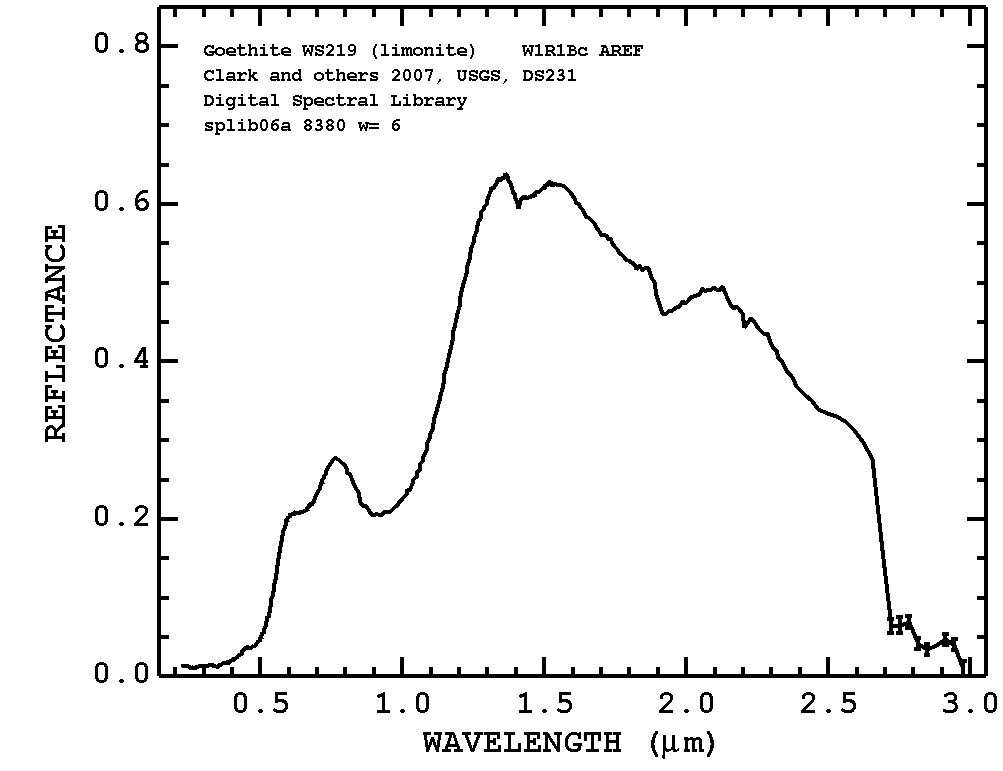 0.8
Goethite WS219 (limonite) W1R1Bc AREF
Clark and others 2007, USGS, DS231
Digital Spectral Library
splib06a 8380 w= 6
0.6
REFLECTANCE
0.4
0.2
0.0
0.5 1.0 1.5 2.0 2.5 3.0
WAVELENGTH (μm)